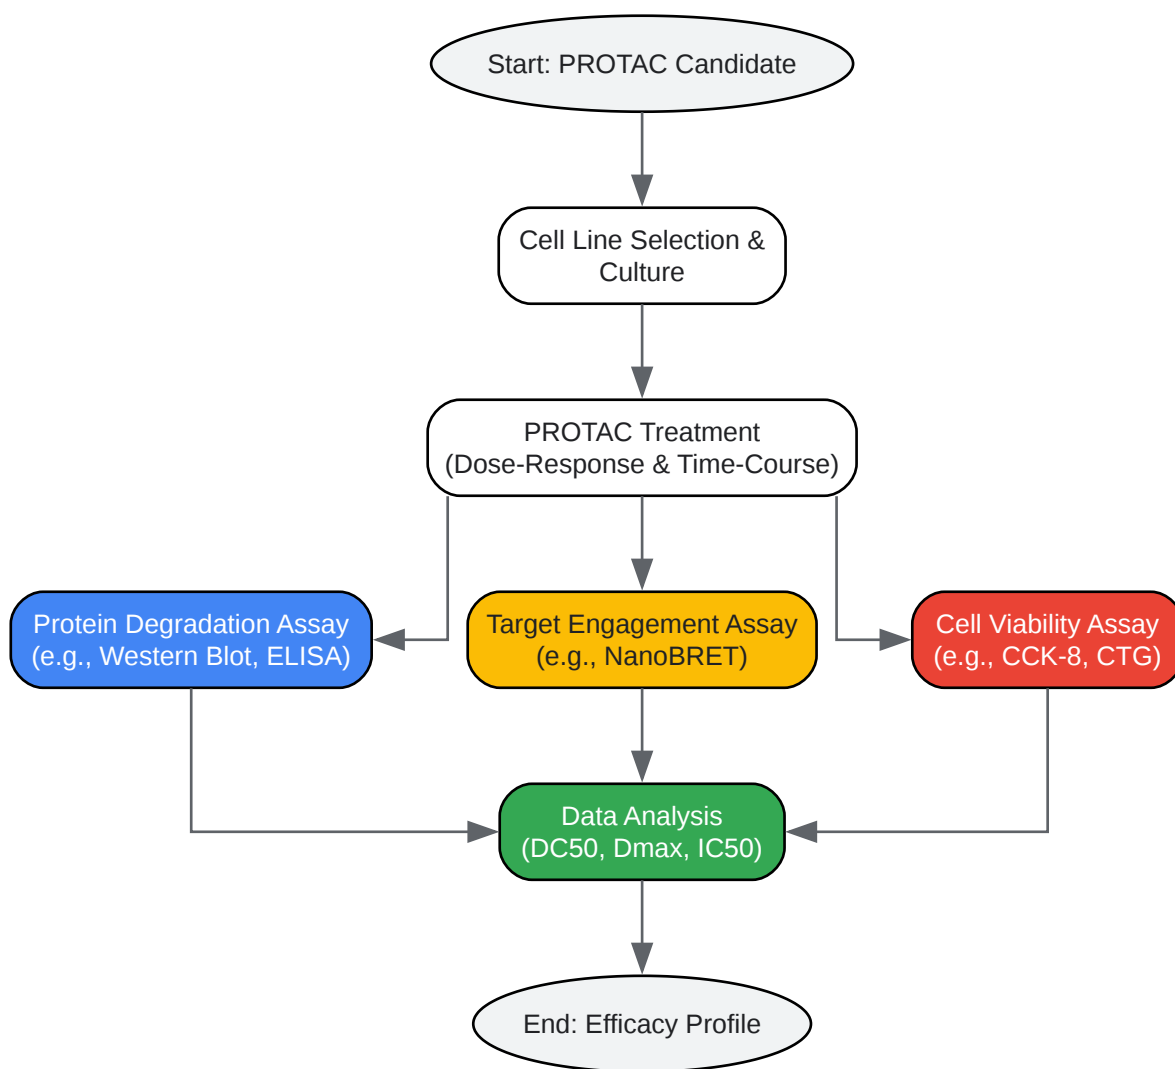 Start: PROTAC Candidate
Cell Line Selection &
Culture
PROTAC Treatment
(Dose-Response & Time-Course)
Protein Degradation Assay
(e.g., Western Blot, ELISA)
Target Engagement Assay
(e.g., NanoBRET)
Cell Viability Assay
(e.g., CCK-8, CTG)
Data Analysis
(DC50, Dmax, IC50)
End: Efficacy Profile